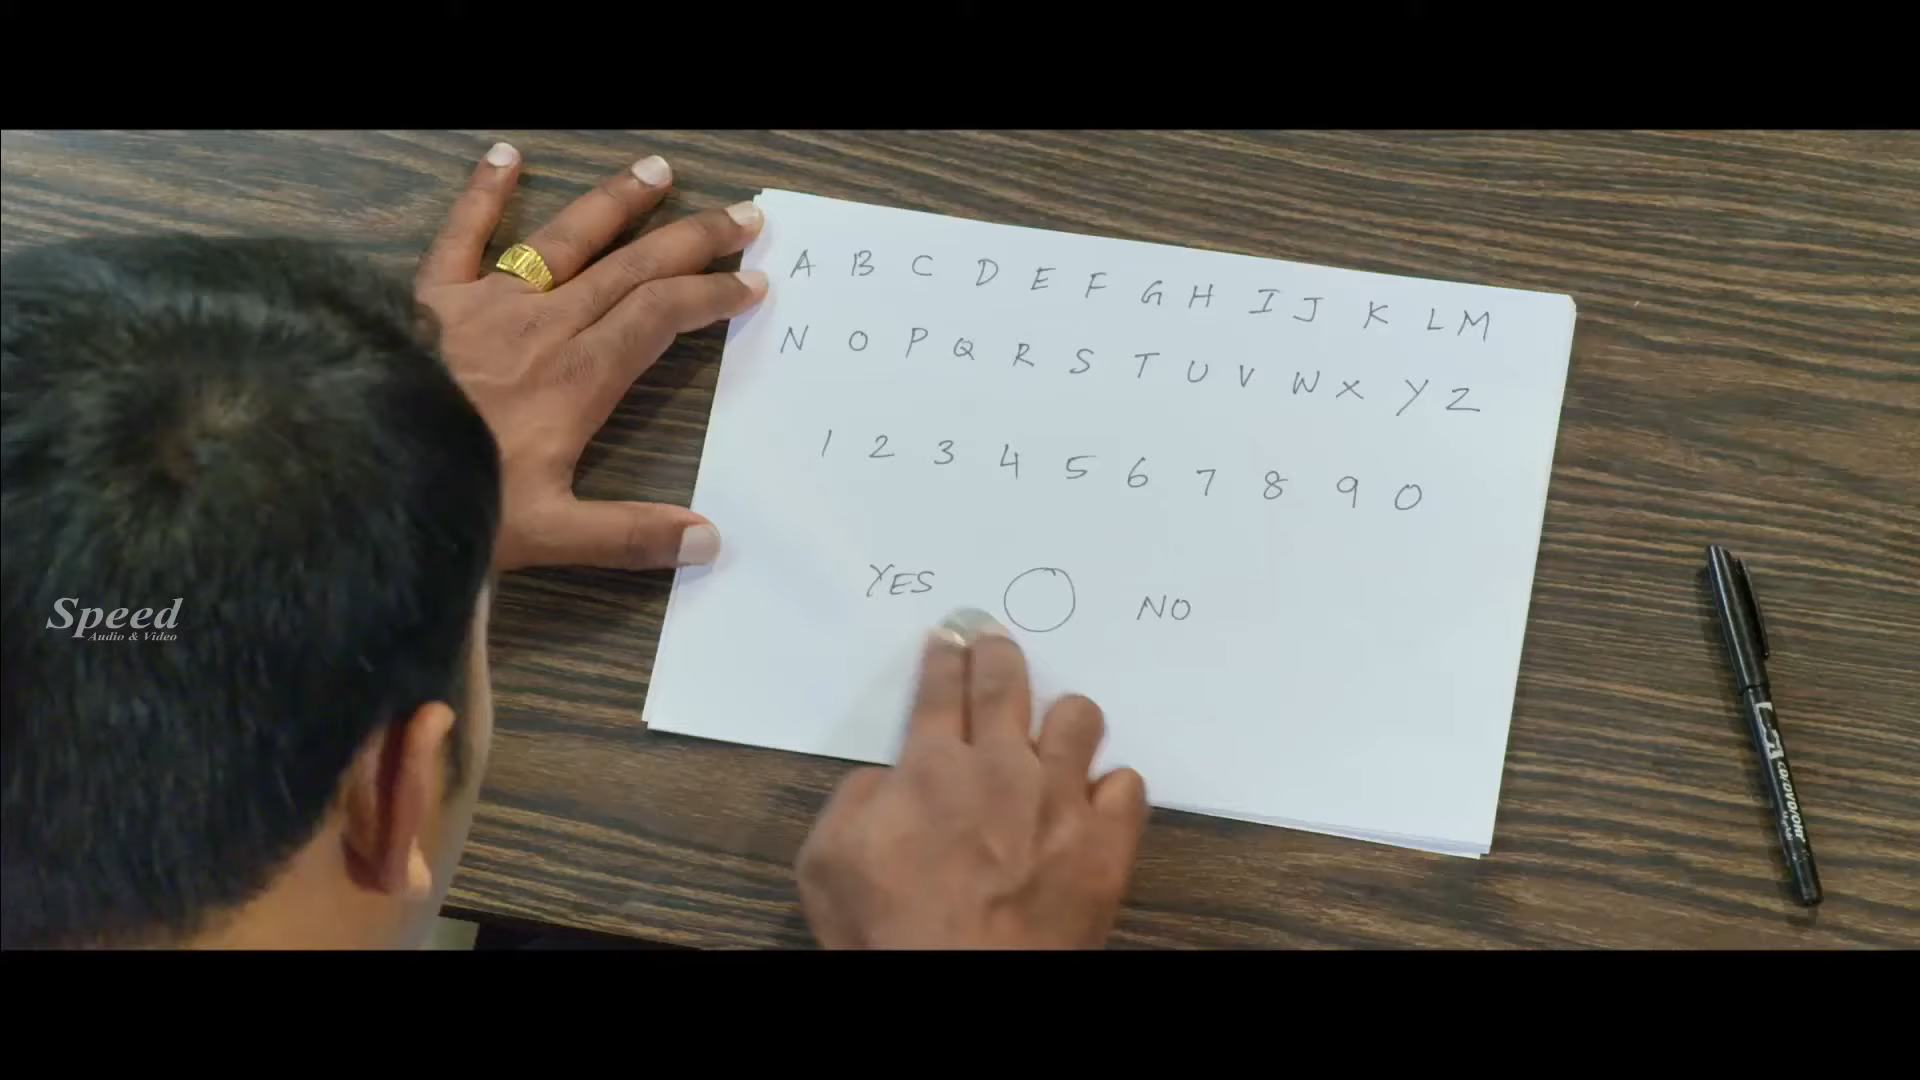 A B C D E F G H I J K L M
N O P Q R S T U V W X Y Z
1 2 3 4 5 6 7 8 9 0
YES NO
Speed
Audio & Video